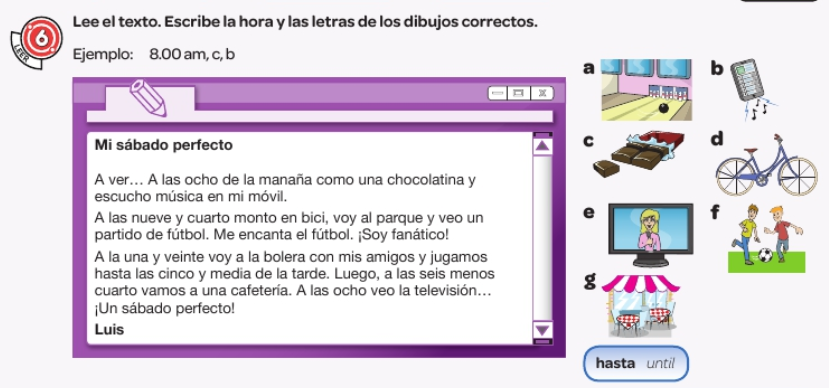 Lee el texto. Escribe la hora y las letras de los dibujos correctos.
6
LEER
Ejemplo: 8.00 am, c, b
Mi sábado perfecto
A ver... A las ocho de la manaña como una chocolatina y
escucho música en mi móvil.
A las nueve y cuarto monto en bici, voy al parque y veo un
partido de fútbol. Me encanta el fútbol. ¡Soy fanático!
A la una y veinte voy a la bolera con mis amigos y jugamos
hasta las cinco y media de la tarde. Luego, a las seis menos
cuarto vamos a una cafetería. A las ocho veo la televisión...
¡Un sábado perfecto!
Luis
a
b
c
d
e
f
g
hasta until